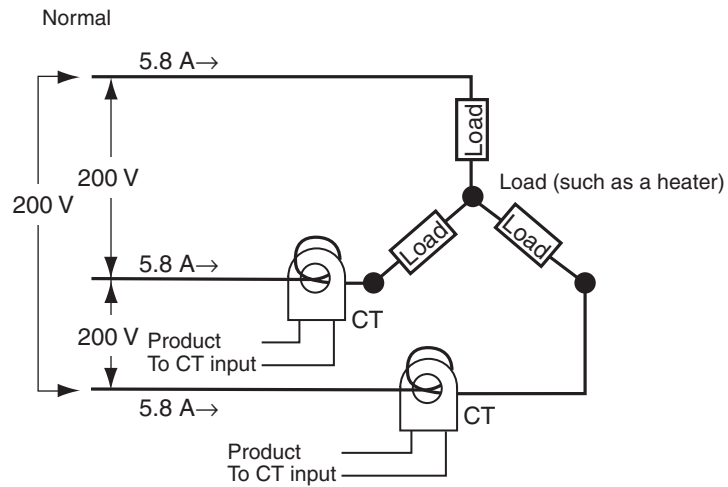 Normal
5.8 A→
200 V
200 V
Load
Load (such as a heater)
Load
Load
5.8 A→
CT
200 V
Product
To CT input
5.8 A→
CT
Product
To CT input